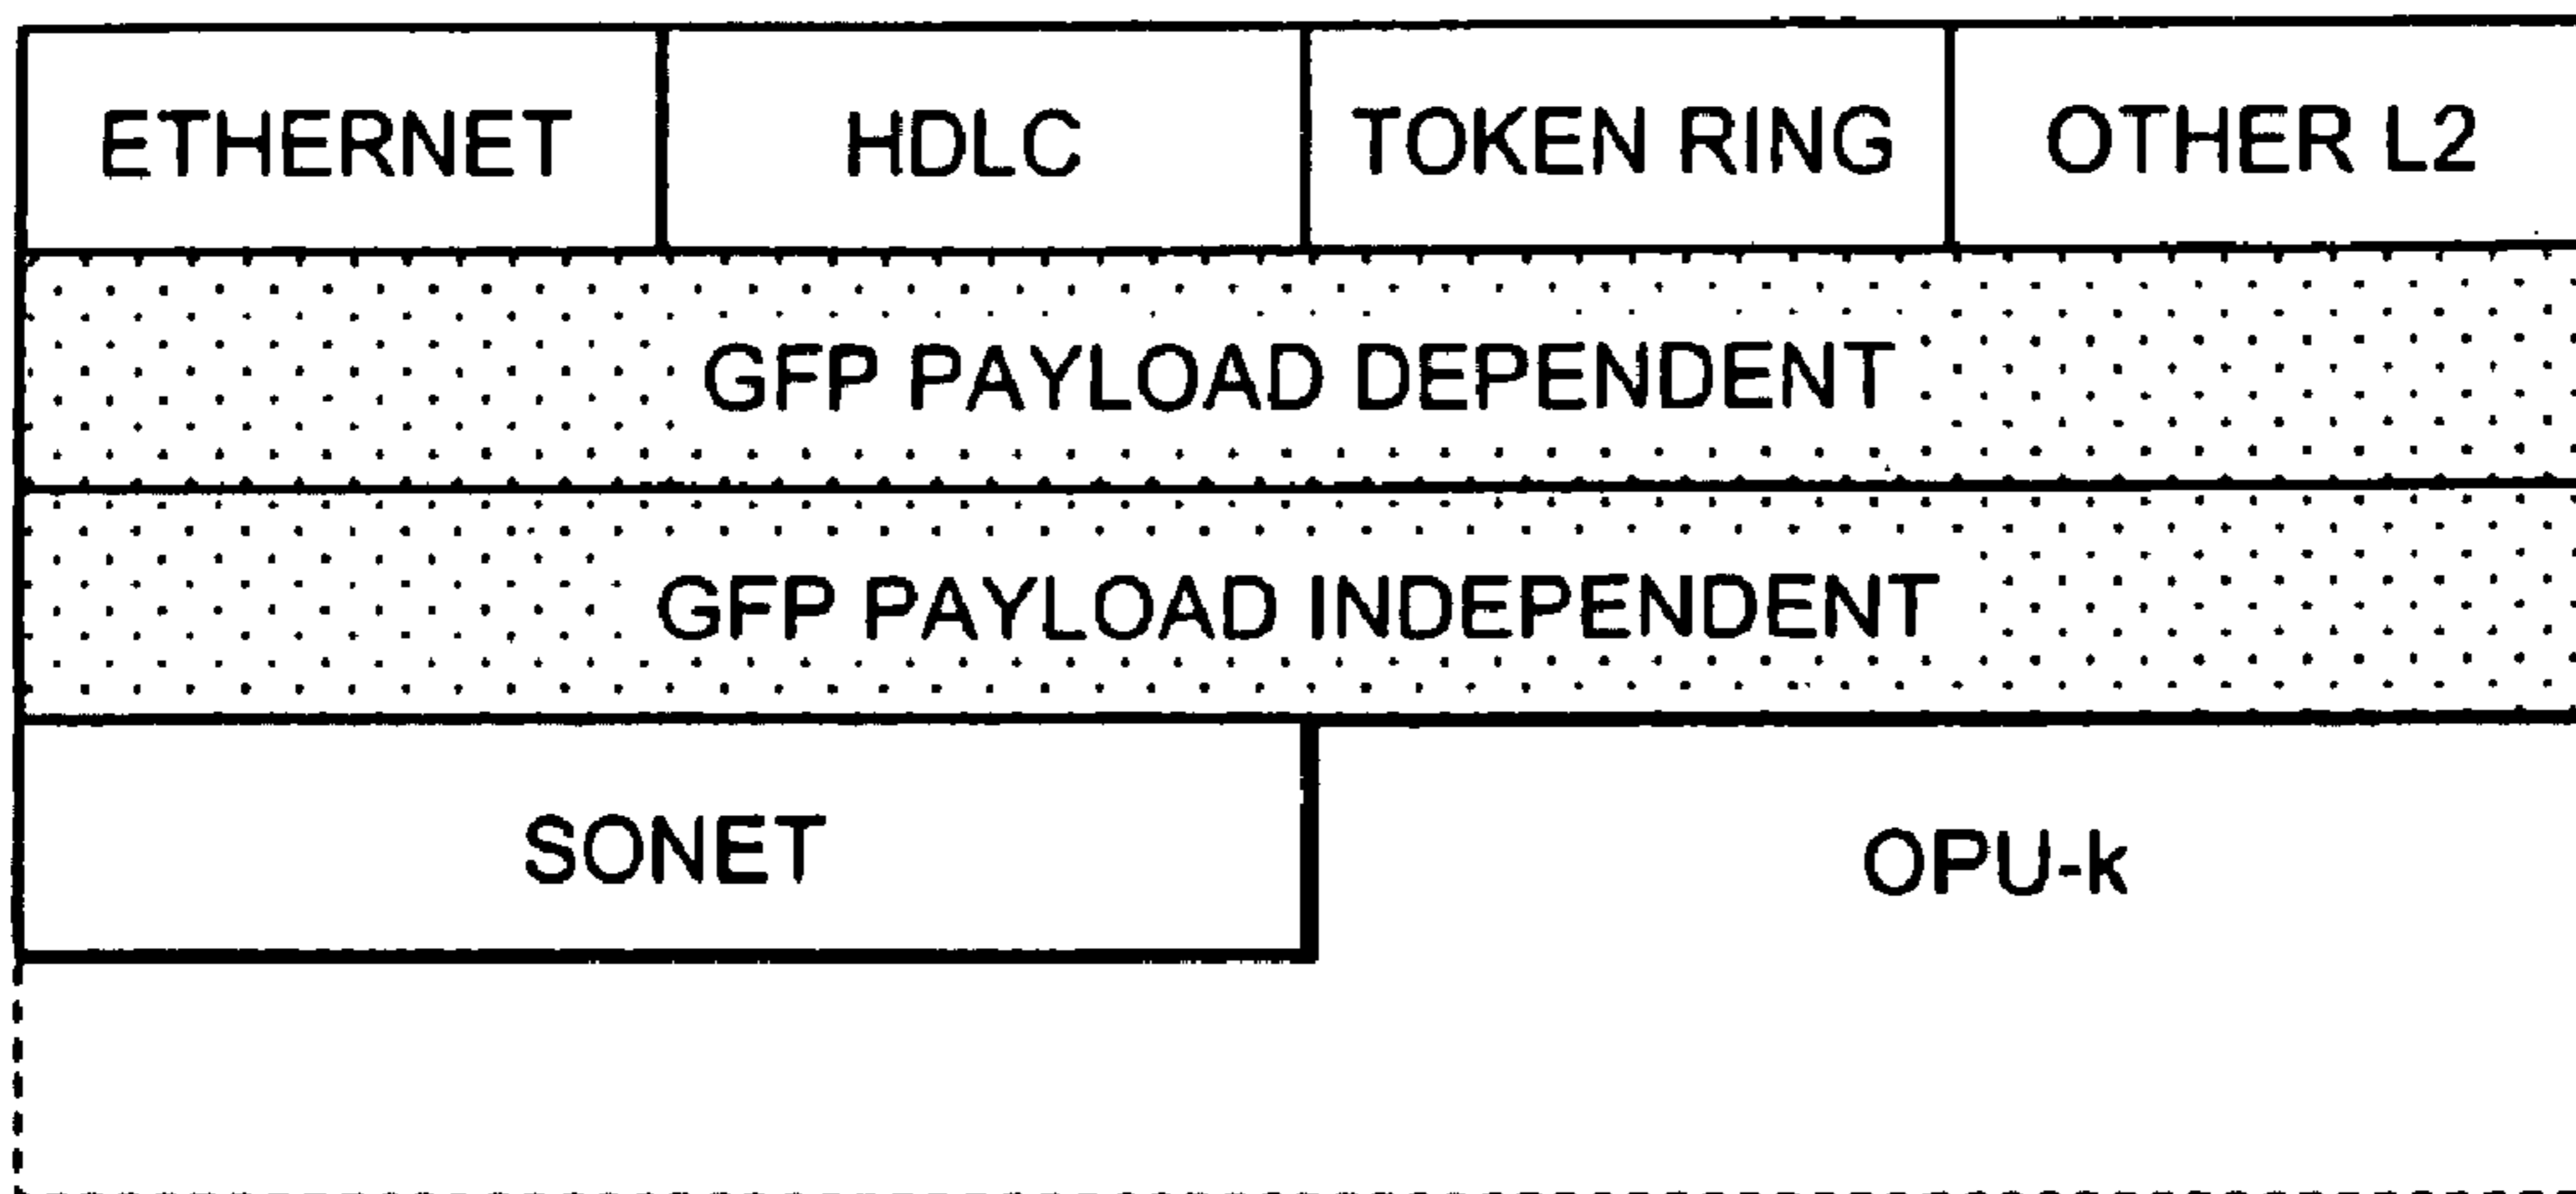 ETHERNET
HDLC
TOKEN RING
OTHER L2
GFP PAYLOAD DEPENDENT
GFP PAYLOAD INDEPENDENT
SONET
OPU-k